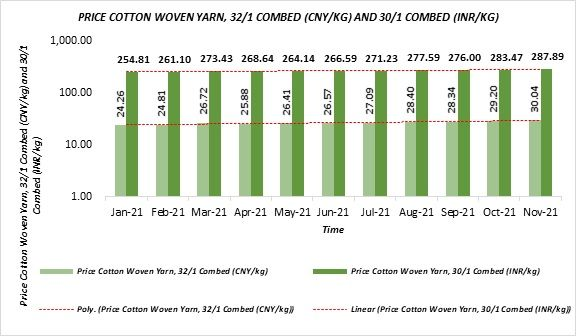 PRICE COTTON WOVEN YARN, 32/1 COMBED (CNY/KG) AND 30/1 COMBED (INR/KG)
Price Cotton Woven Yarn, 32/1 Combed (CNY/kg) and 30/1
Combed (INR/kg)
1,000.00
100.00
10.00
1.00
254.81 261.10 273.43 268.64 264.14 266.59 271.23 277.59 276.00 283.47 287.89
24.26 24.81 26.72 25.88 26.41 26.57 27.09 28.40 28.34 29.20 30.04
Jan-21 Feb-21 Mar-21 Apr-21 May-21 Jun-21 Jul-21 Aug-21 Sep-21 Oct-21 Nov-21
Time
Price Cotton Woven Yarn, 32/1 Combed (CNY/kg) Price Cotton Woven Yarn, 30/1 Combed (INR/kg)
Poly. (Price Cotton Woven Yarn, 32/1 Combed (CNY/kg)) Linear (Price Cotton Woven Yarn, 30/1 Combed (INR/kg))